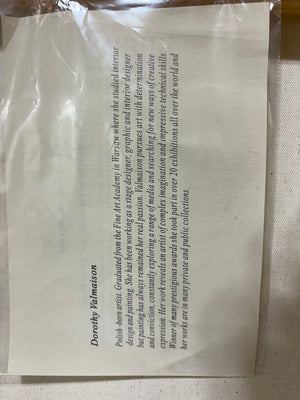 Dorothy Valmaison
Polish-born artist. Graduated from the Fine Art Academy in Warsaw where she studied interior
design and painting. She has been working as a stage designer, graphic and interior designer
but painting has always remained her real passion. Valmaison pursues art with determination
and conviction, constantly exploring a range of media and searching for new ways of creative
expression. Her work reveals an artist of complex imagination and impressive technical skills.
Winner of many prestigious awards she took part in over 20 exhibitions all over the world and
her works are in many private and public collections.